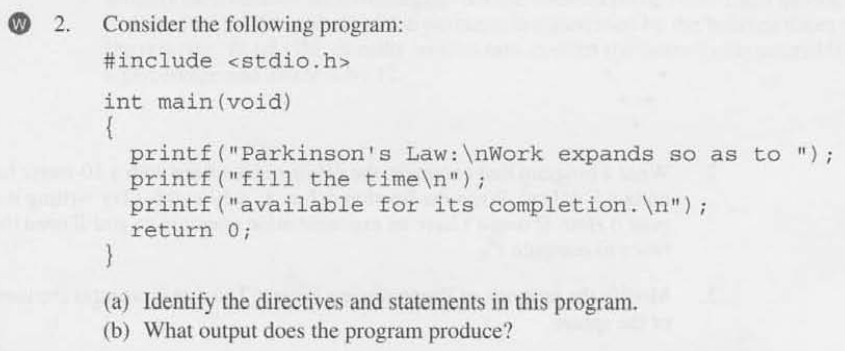 W 2. Consider the following program:
#include <stdio.h>
int main(void)
{
printf("Parkinson's Law:\nWork expands so as to ");
printf("fill the time\n");
printf("available for its completion.\n");
return 0;
}
(a) Identify the directives and statements in this program.
(b) What output does the program produce?